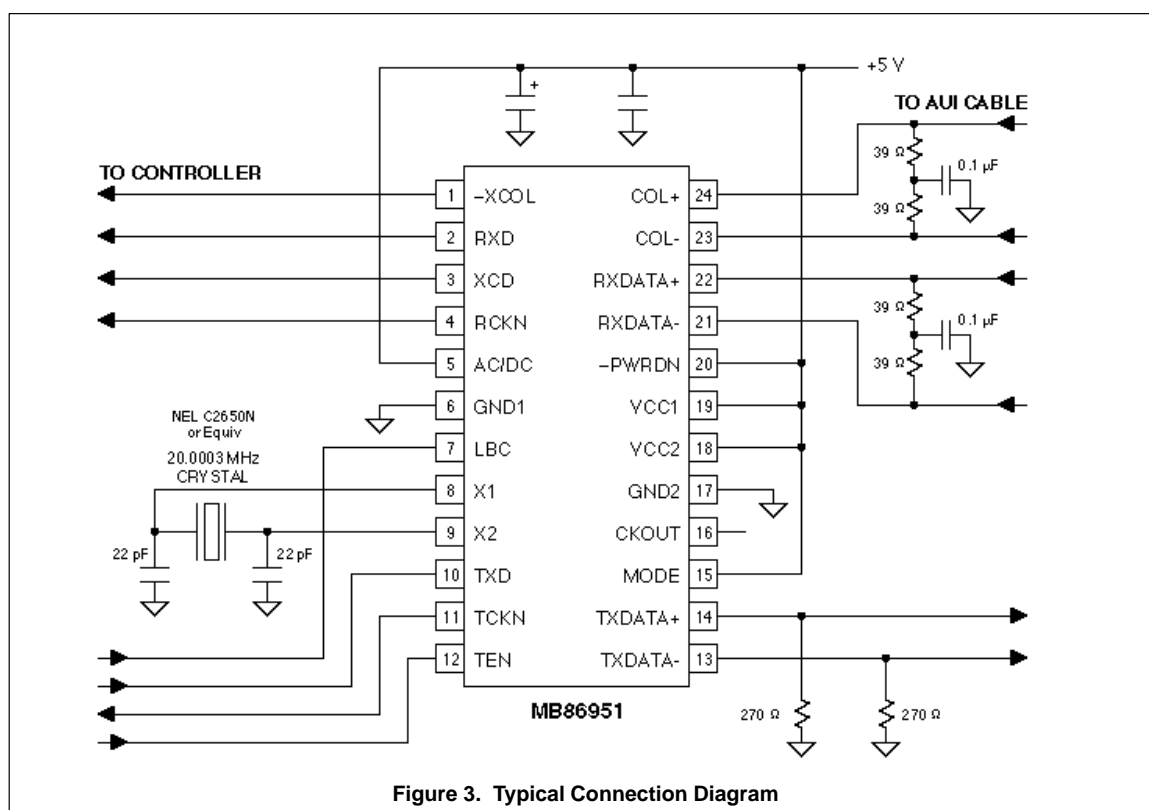 +5 V
+
TO AUI CABLE
39 Ω
0.1 µF
39 Ω
39 Ω
0.1 µF
39 Ω
TO CONTROLLER
1 -XCOL
2 RXD
3 XCD
4 RCKN
5 AC/DC
6 GND1
7 LBC
8 X1
9 X2
10 TXD
11 TCKN
12 TEN
COL+ 24
COL- 23
RXDATA+ 22
RXDATA- 21
-PWRDN 20
VCC1 19
VCC2 18
GND2 17
CKOUT 16
MODE 15
TXDATA+ 14
TXDATA- 13
NEL C2650N
or Equiv
20.0003 MHz
CRYSTAL
22 pF
22 pF
MB86951
270 Ω
270 Ω
Figure 3. Typical Connection Diagram